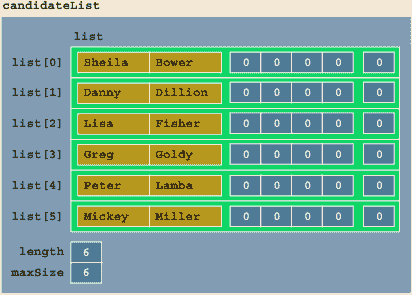 candidateList
list
list[0] Sheila Bower 0 0 0 0 0
list[1] Danny Dillion 0 0 0 0 0
list[2] Lisa Fisher 0 0 0 0 0
list[3] Greg Goldy 0 0 0 0 0
list[4] Peter Lamba 0 0 0 0 0
list[5] Mickey Miller 0 0 0 0 0
length 6
maxSize 6